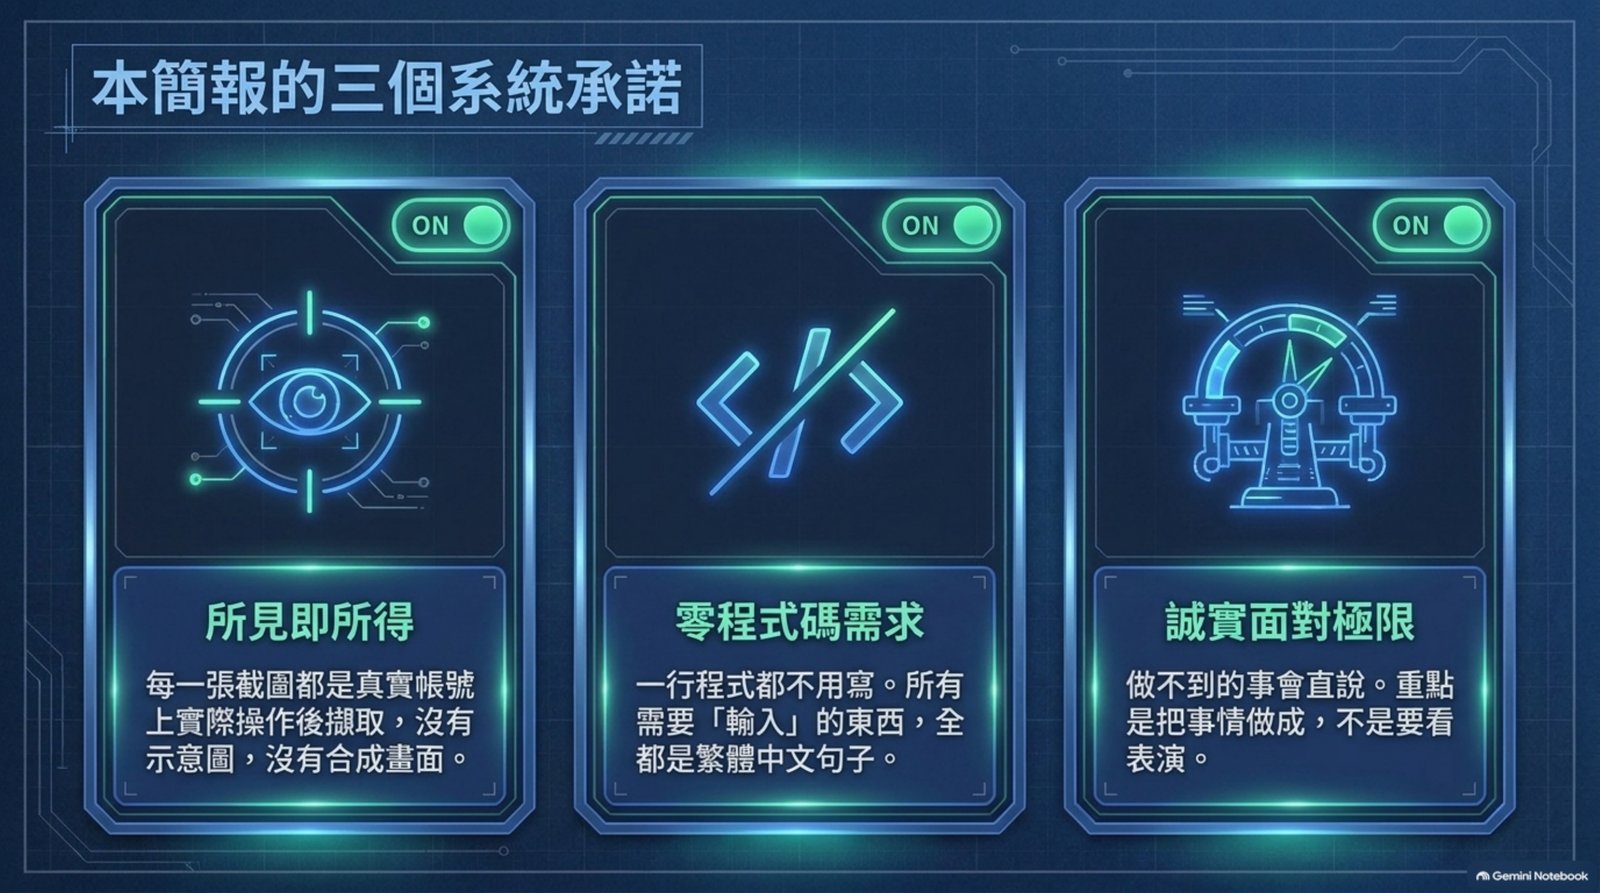 本簡報的三個系統承諾
ON
所見即所得
每一張截圖都是真實帳號
上實際操作後擷取，沒有
示意圖，沒有合成畫面。
ON
零程式碼需求
一行程式都不用寫。所有
需要「輸入」的東西，全
都是繁體中文句子。
ON
誠實面對極限
做不到的事會直說。重點
是把事情做成，不是要看
表演。
Gemini Notebook